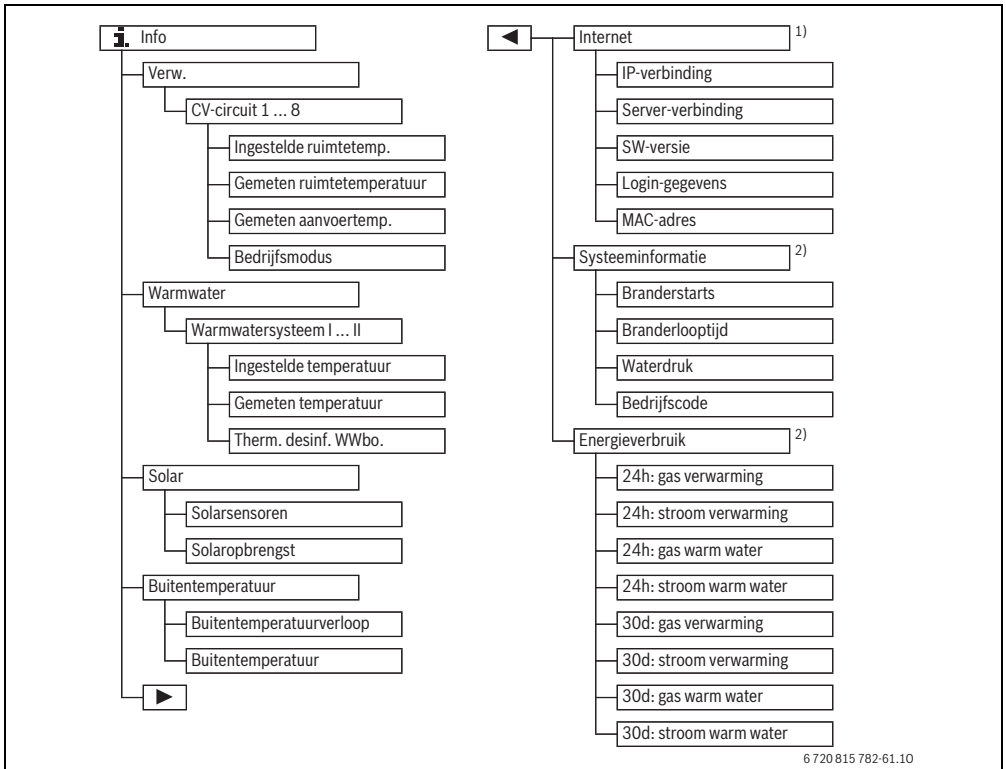 i. Info
Verw.
CV-circuit 1 ... 8
Ingestelde ruimtetemp.
Gemeten ruimtetemperatuur
Gemeten aanvoertemp.
Bedrijfsmodus
Warmwater
Warmwatersysteem I ... II
Ingestelde temperatuur
Gemeten temperatuur
Therm. desinf. WWbo.
Solar
Solarsensoren
Solaropbrengst
Buitentemperatuur
Buitentemperatuurverloop
Buitentemperatuur
Internet 1)
IP-verbinding
Server-verbinding
SW-versie
Login-gegevens
MAC-adres
Systeeminformatie 2)
Branderstarts
Branderlooptijd
Waterdruk
Bedrijfscode
Energieverbruik 2)
24h: gas verwarming
24h: stroom verwarming
24h: gas warm water
24h: stroom warm water
30d: gas verwarming
30d: stroom verwarming
30d: gas warm water
30d: stroom warm water
6 720 815 782-61.1O